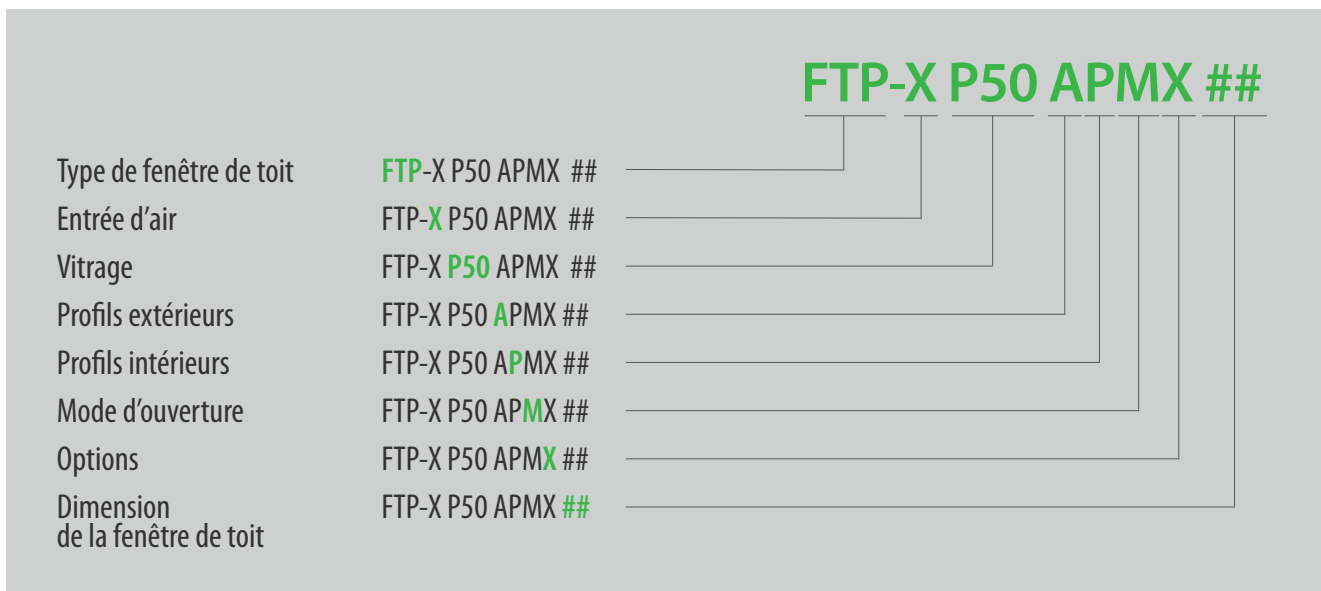 FTP-X P50 APMX ##
Type de fenêtre de toit FTP-X P50 APMX ##
Entrée d’air FTP-X P50 APMX ##
Vitrage FTP-X P50 APMX ##
Profils extérieurs FTP-X P50 APMX ##
Profils intérieurs FTP-X P50 APMX ##
Mode d’ouverture FTP-X P50 APMX ##
Options FTP-X P50 APMX ##
Dimension FTP-X P50 APMX ##
de la fenêtre de toit